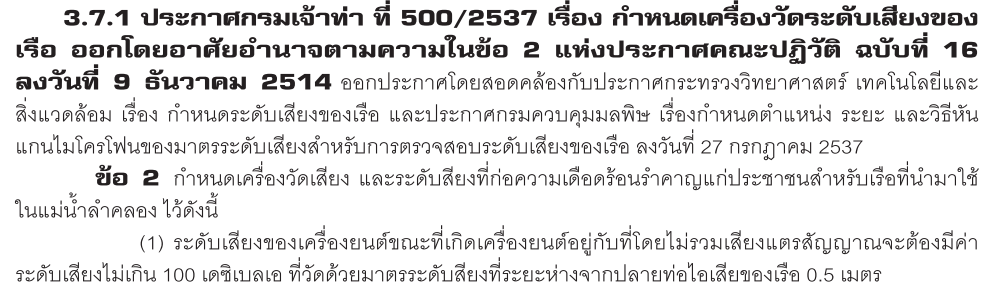 3.7.1 ประกาศกรมเจ้าท่า ที่ 500/2537 เรื่อง กำหนดเครื่องวัดระดับเสียงของ
เรือ ออกโดยอาศัยอำนาจตามความในข้อ 2 แห่งประกาศคณะปฏิวัติ ฉบับที่ 16
ลงวันที่ 9 ธันวาคม 2514 ออกประกาศโดยสอดคล้องกับประกาศกระทรวงวิทยาศาสตร์ เทคโนโลยีและ
สิ่งแวดล้อม เรื่อง กำหนดระดับเสียงของเรือ และประกาศกรมควบคุมมลพิษ เรื่องกำหนดตำแหน่ง ระยะ และวิธีหัน
แกนไมโครโฟนของมาตรระดับเสียงสำหรับการตรวจสอบระดับเสียงของเรือ ลงวันที่ 27 กรกฎาคม 2537
ข้อ 2 กำหนดเครื่องวัดเสียง และระดับสียงที่ก่อความเดือดร้อนรำคาญแก่ประชาชนสำหรับเรือที่นำมาใช้
ในแม่น้ำลำคลอง ไว้ดังนี้
(1) ระดับเสียงของเครื่องยนต์ขณะที่เกิดเครื่องยนต์อยู่กับที่โดยไม่รวมเสียงแตรสัญญาณจะต้องมีค่า
ระดับเสียงไม่เกิน 100 เดซิเบลเอ ที่วัดด้วยมาตรระดับสียงที่ระยะห่างจากปลายท่อไอเสียของเรือ 0.5 เมตร